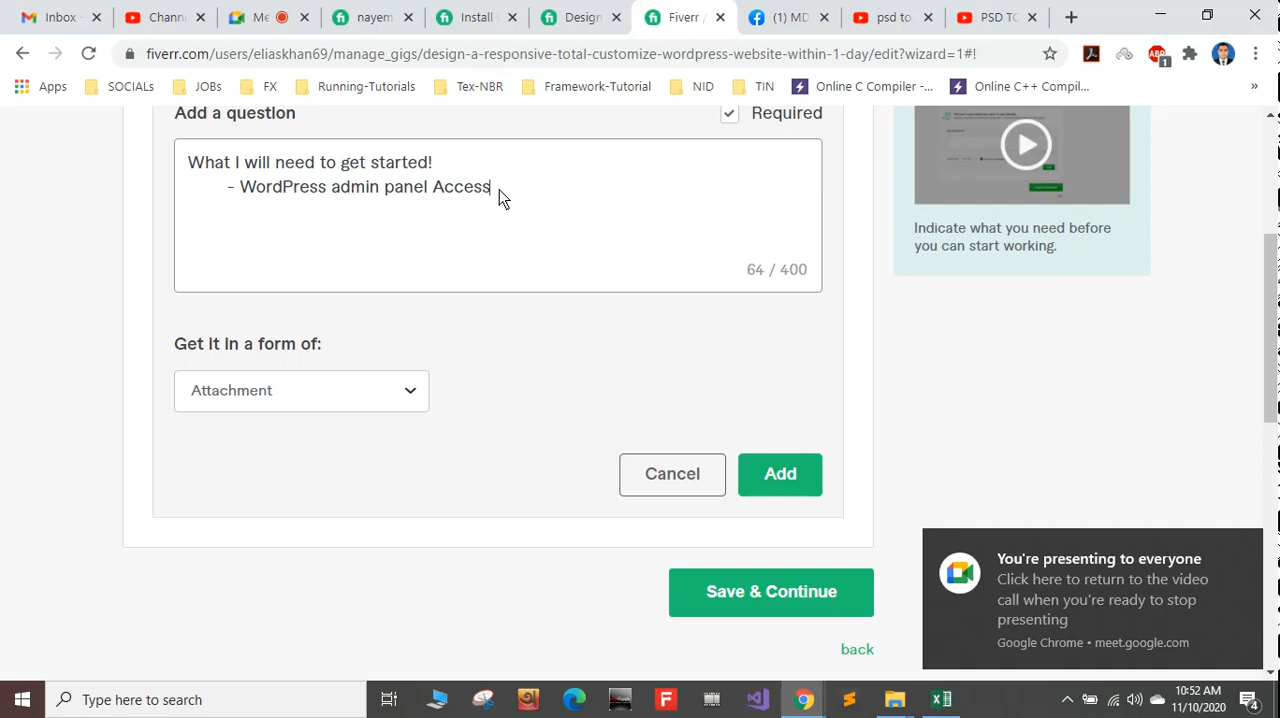 Inbox -
Channe
Me
nayem
Install v
Design
Fiverr /
(1) MD
psd to
PSD TO
fiverr.com/users/eliaskhan69/manage_gigs/design-a-responsive-total-customize-wordpress-website-within-1-day/edit?wizard=1#!
ABP
1
Apps
SOCIALs
JOBs
FX
Running-Tutorials
Tex-NBR
Framework-Tutorial
NID
TIN
Online C Compiler -...
Online C++ Compil...
»
Add a question
Required
What I will need to get started!
- WordPress admin panel Access
64 / 400
Indicate what you need before
you can start working.
Get it in a form of:
Attachment
Cancel
Add
You're presenting to everyone
Click here to return to the video
call when you're ready to stop
presenting
Google Chrome • meet.google.com
Save & Continue
back
Type here to search
F
10:52 AM
11/10/2020
4